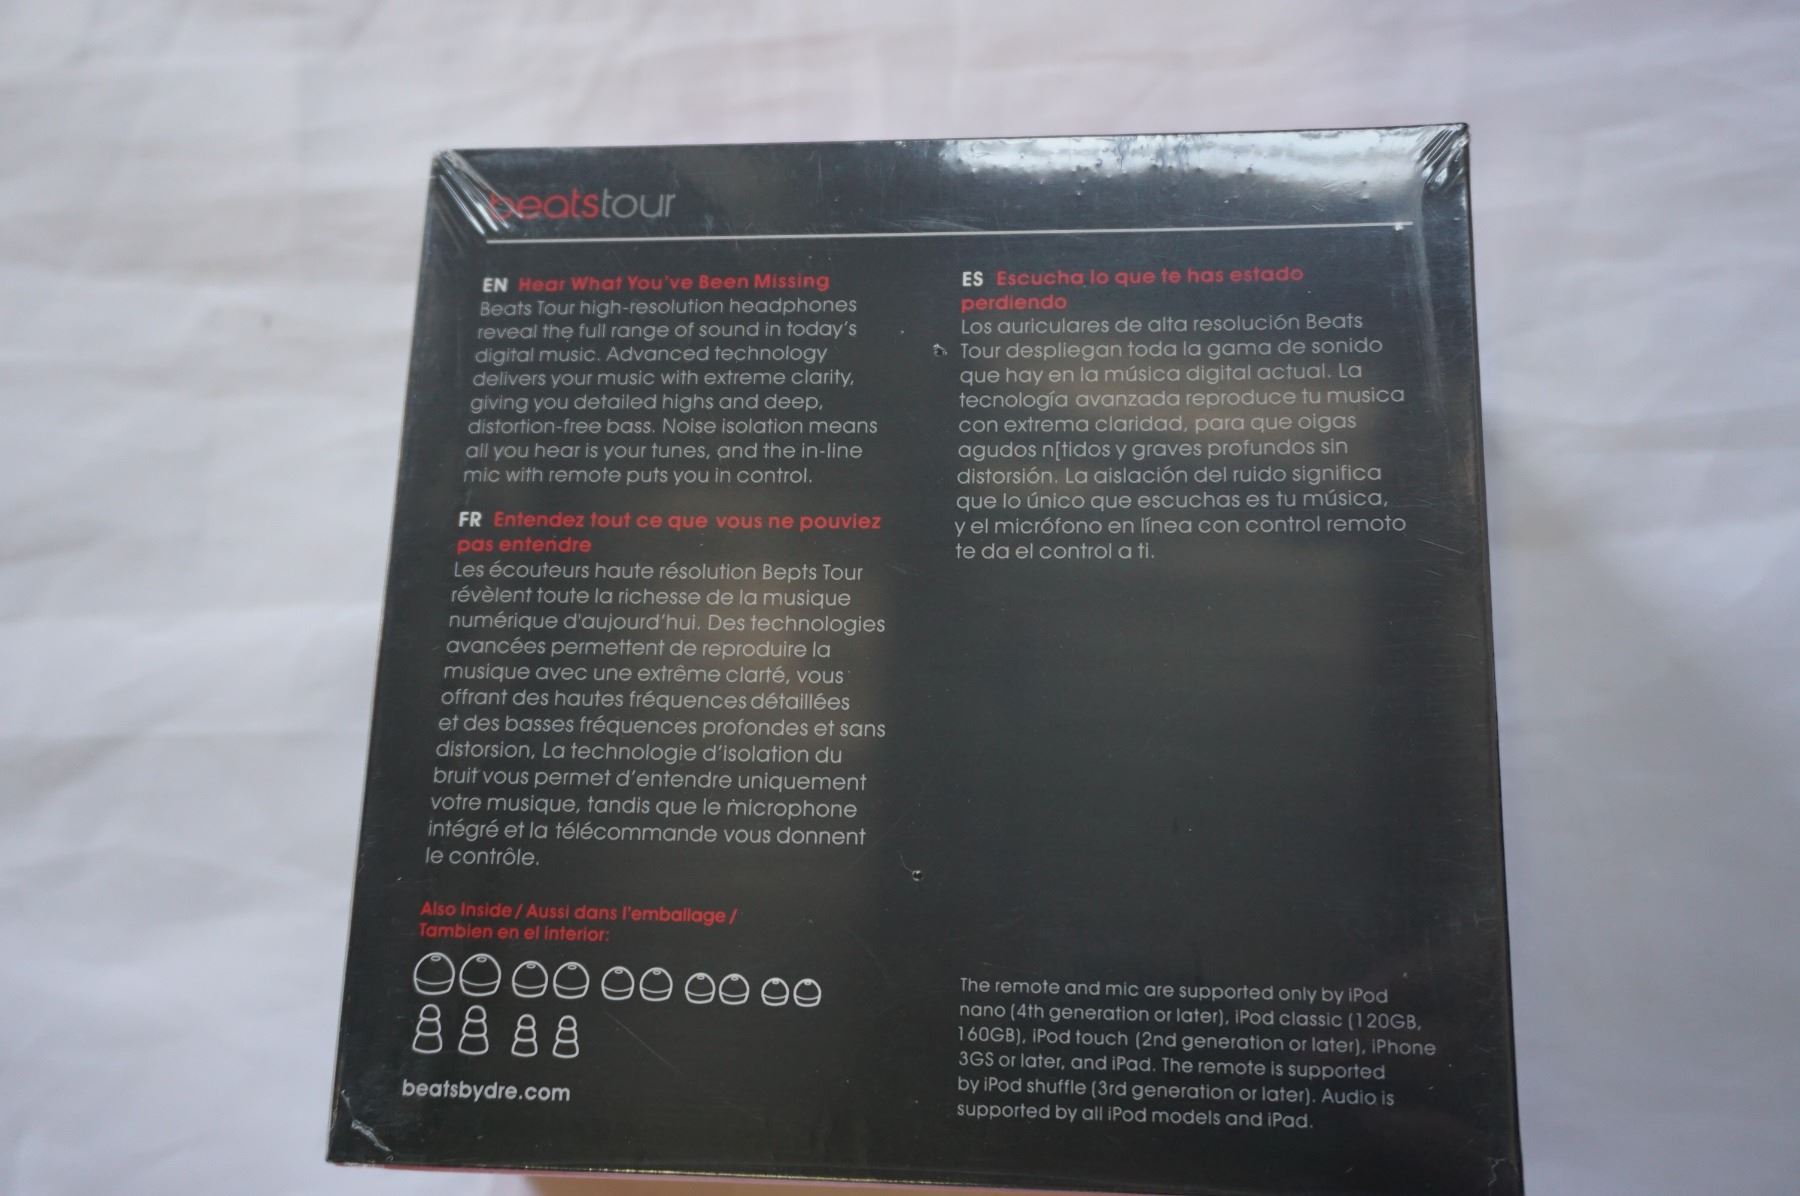 beatstour
EN Hear What You've Been Missing
Beats Tour high-resolution headphones
reveal the full range of sound in today's
digital music. Advanced technology
delivers your music with extreme clarity,
giving you detailed highs and deep,
distortion-free bass. Noise isolation means
all you hear is your tunes, and the in-line
mic with remote puts you in control.
FR Entendez tout ce que vous ne pouviez
pas entendre
Les écouteurs haute résolution Bepts Tour
révèlent toute la richesse de la musique
numérique d'aujourd'hui. Des technologies
avancées permettent de reproduire la
musique avec une extrême clarté, vous
offrant des hautes fréquences détaillées
et des basses fréquences profondes et sans
distorsion, La technologie d'isolation du
bruit vous permet d'entendre uniquement
votre musique, tandis que le microphone
intégré et la télécommande vous donnent
le contrôle.
Also Inside / Aussi dans l'emballage /
Tambien en el interior:
beatsbydre.com
ES Escucha lo que te has estado
perdiendo
Los auriculares de alta resolución Beats
Tour despliegan toda la gama de sonido
que hay en la música digital actual. La
tecnología avanzada reproduce tu musica
con extrema claridad, para que oigas
agudos n[tidos y graves profundos sin
distorsión. La aislación del ruido significa
que lo único que escuchas es tu música,
y el micrófono en línea con control remoto
te da el control a ti.
The remote and mic are supported only by iPod
nano (4th generation or later), iPod classic (120GB,
160GB), iPod touch (2nd generation or later), iPhone
3GS or later, and iPad. The remote is supported
by iPod shuffle (3rd generation or later). Audio is
supported by all iPod models and iPad.